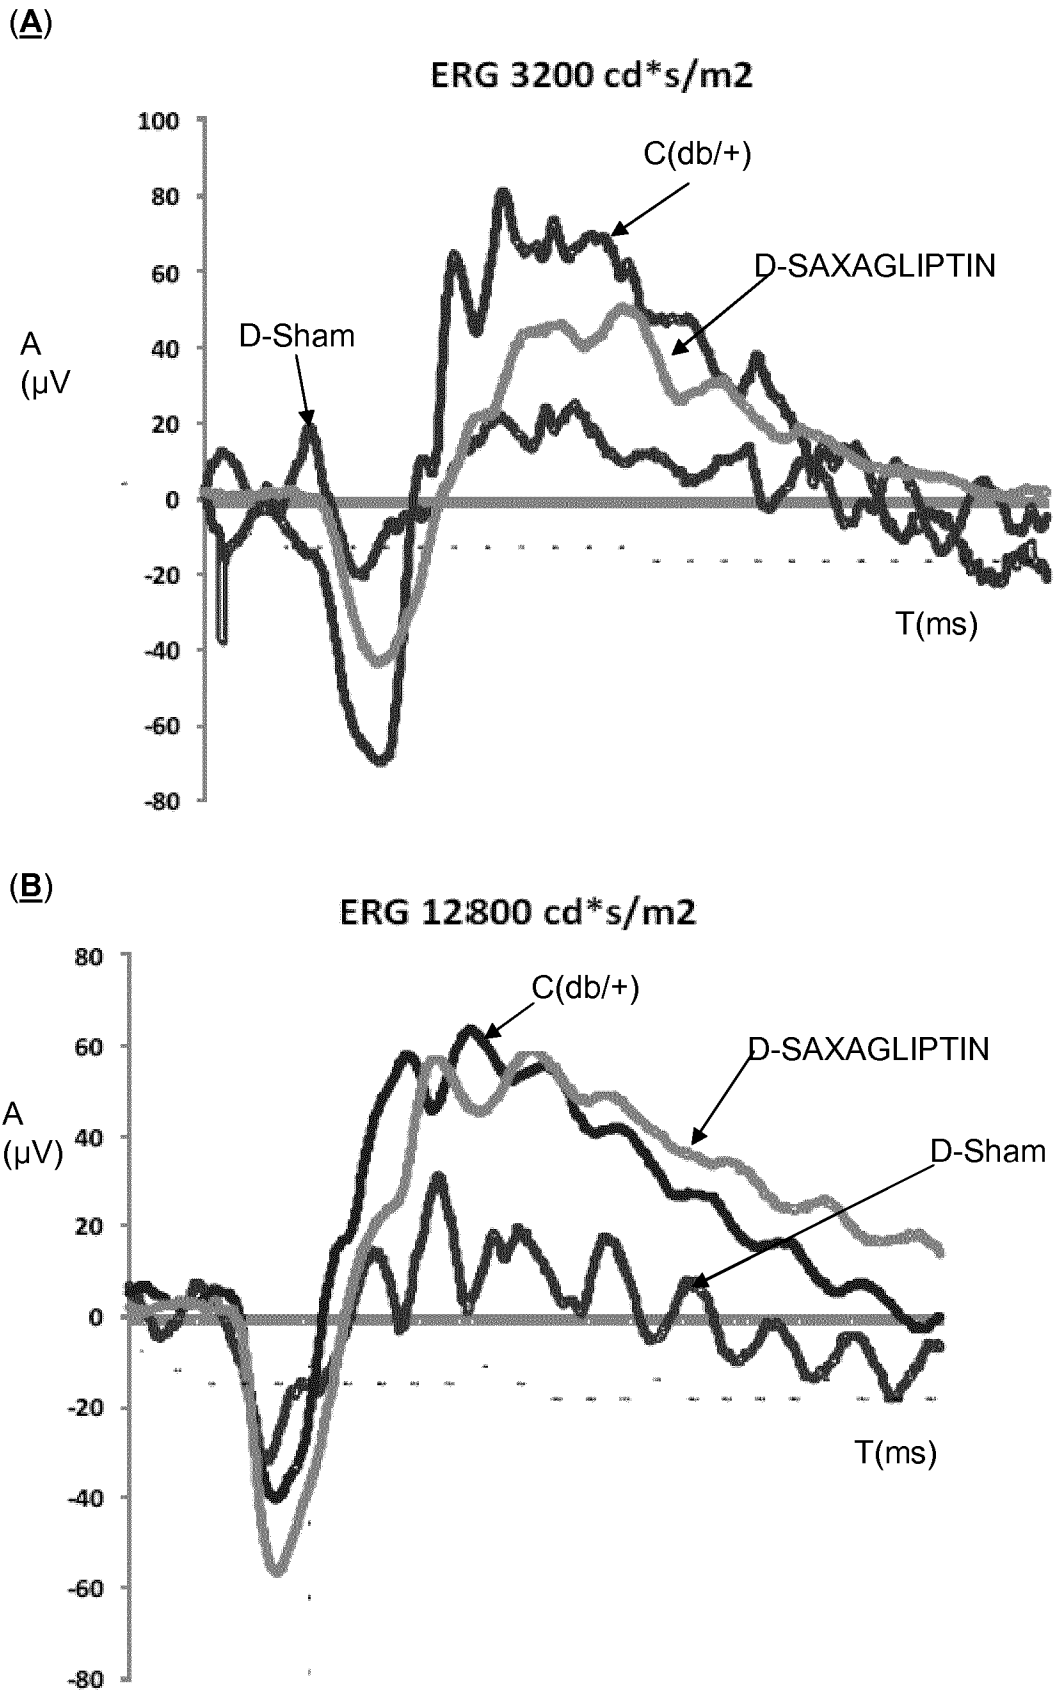 (A)
ERG 3200 cd*s/m2
100
C(db/+)
80
D-SAXAGLIPTIN
60
D-Sham
A
40
(µV
20
0
-20
T(ms)
-40
-60
-80
(B)
ERG 12800 cd*s/m2
80
C(db/+)
60
D-SAXAGLIPTIN
A
(µV)
40
D-Sham
20
0
-20
T(ms)
-40
-60
-80